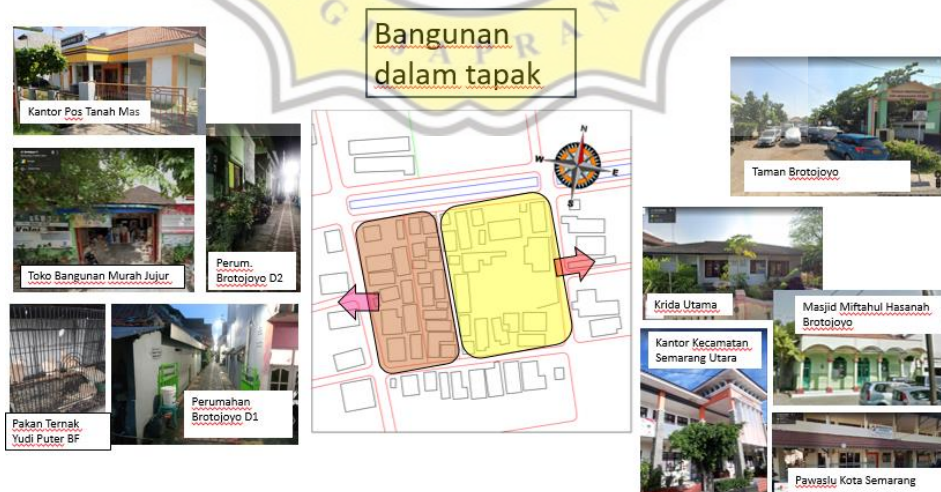 GIJAPRAN
Bangunan
dalam tapak
Kantor Pos Tanah Mas
Toko Bangunan Murah Jujur
Perum.
Brotojoyo D2
Pakan Ternak
Yudi Puter BF
Perumahan
Brotojoyo D1
N
W
E
S
Taman Brotojoyo
Krida Utama
Masjid Miftahul Hasanah
Brotojoyo
Kantor Kecamatan
Semarang Utara
Pawaslu Kota Semarang